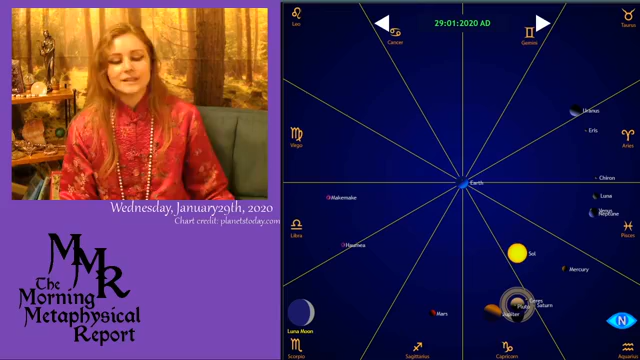 Leo
29:01:2020 AD
Taurus
Cancer
Gemini
Uranus
Eris
Virgo
Aries
Chiron
Earth
Luna
Makemake
Venus
Neptune
Wednesday, January29th, 2020
Chart credit: planetstoday.com
Libra
Pisces
Haumea
Sol
Mercury
MMR
The
Morning
Metaphysical
Report
Ceres
Saturn
Pluto
Jupiter
Mars
N
Luna Moon
Scorpio
Sagittarius
Capricorn
Aquarius